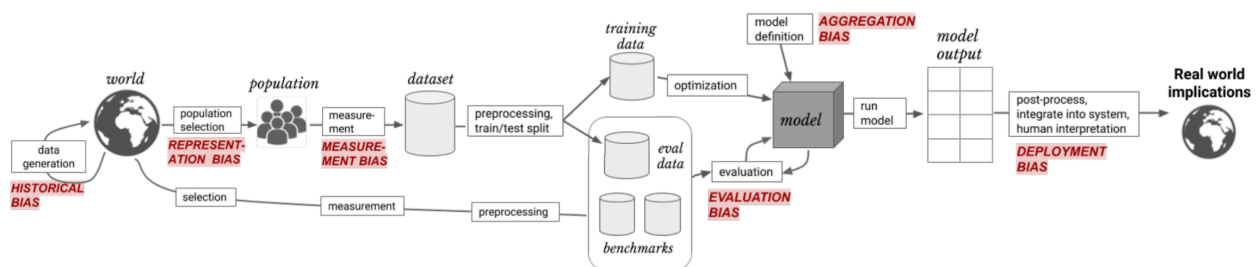 world
data
generation
HISTORICAL
BIAS
population
selection
REPRESENT-
ATION BIAS
population
measure-
ment
MEASURE-
MENT BIAS
dataset
preprocessing,
train/test split
selection
measurement
preprocessing
training
data
eval
data
benchmarks
optimization
model
definition
AGGREGATION
BIAS
model
evaluation
EVALUATION
BIAS
run
model
model
output
post-process,
integrate into system,
human interpretation
DEPLOYMENT
BIAS
Real world
implications